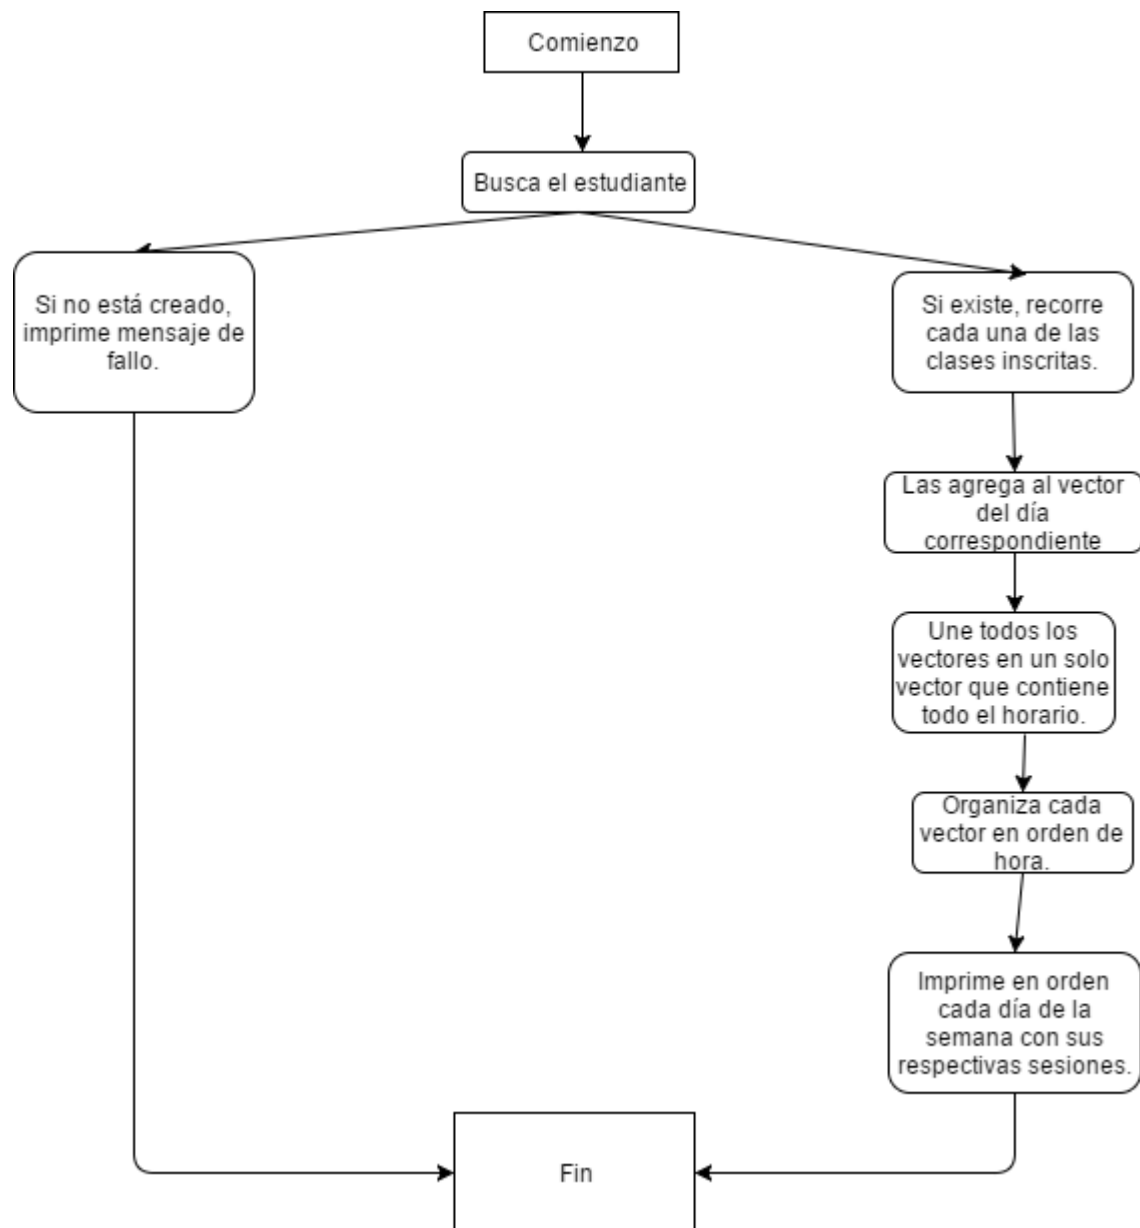 Comienzo
Busca el estudiante
Si no está creado,
imprime mensaje de
fallo.
Si existe, recorre
cada una de las
clases inscritas.
Las agrega al vector
del día
correspondiente
Une todos los
vectores en un solo
vector que contiene
todo el horario.
Organiza cada
vector en orden de
hora.
Imprime en orden
cada día de la
semana con sus
respectivas sesiones.
Fin